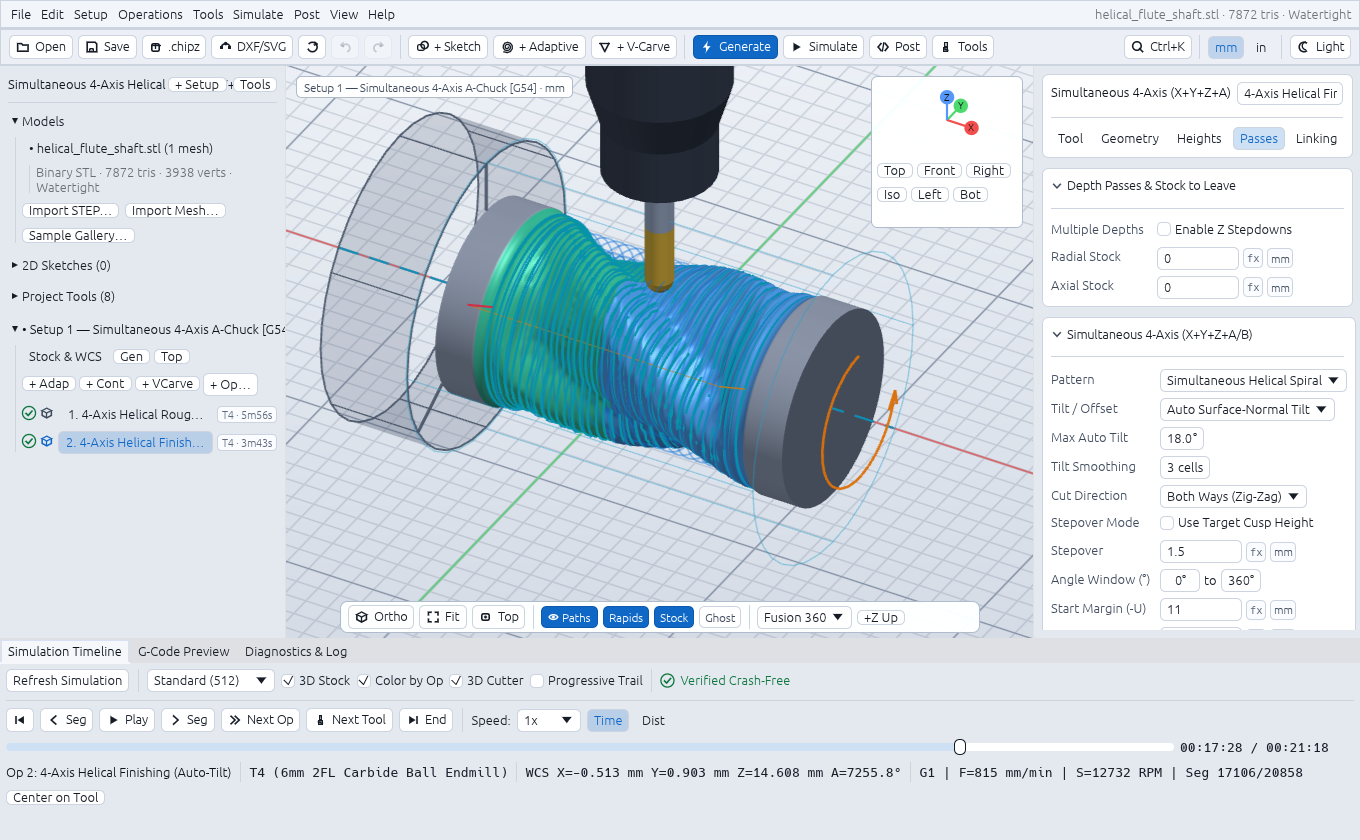 File Edit Setup Operations Tools Simulate Post View Help
helical_flute_shaft.stl · 7872 tris · Watertight
Open Save .chipz DXF/SVG + Sketch + Adaptive + V-Carve Generate Simulate Post Tools Ctrl+K mm in Light
Simultaneous 4-Axis Helical + Setup + Tools
Models
• helical_flute_shaft.stl (1 mesh)
Binary STL · 7872 tris · 3938 verts ·
Watertight
Import STEP… Import Mesh…
Sample Gallery…
2D Sketches (0)
Project Tools (8)
• Setup 1 — Simultaneous 4-Axis A-Chuck [G54
Stock & WCS Gen Top
+ Adap + Cont + VCarve + Op…
1. 4-Axis Helical Roug… T4 · 5m56s
2. 4-Axis Helical Finish… T4 · 3m43s
Setup 1 — Simultaneous 4-Axis A-Chuck [G54] · mm
Z
Y
X
Top Front Right
Iso Left Bot
Ortho Fit Top Paths Rapids Stock Ghost Fusion 360 +Z Up
Simultaneous 4-Axis (X+Y+Z+A) 4-Axis Helical Fir
Tool Geometry Heights Passes Linking
Depth Passes & Stock to Leave
Multiple Depths Enable Z Stepdowns
Radial Stock 0 fx mm
Axial Stock 0 fx mm
Simultaneous 4-Axis (X+Y+Z+A/B)
Pattern Simultaneous Helical Spiral
Tilt / Offset Auto Surface-Normal Tilt
Max Auto Tilt 18.0°
Tilt Smoothing 3 cells
Cut Direction Both Ways (Zig-Zag)
Stepover Mode Use Target Cusp Height
Stepover 1.5 fx mm
Angle Window (°) 0° to 360°
Start Margin (-U) 11 fx mm
Simulation Timeline G-Code Preview Diagnostics & Log
Refresh Simulation Standard (512) 3D Stock Color by Op 3D Cutter Progressive Trail Verified Crash-Free
Seg Play Seg Next Op Next Tool End Speed: 1x Time Dist
00:17:28 / 00:21:18
Op 2: 4-Axis Helical Finishing (Auto-Tilt) T4 (6mm 2FL Carbide Ball Endmill) WCS X=-0.513 mm Y=0.903 mm Z=14.608 mm A=7255.8° G1 | F=815 mm/min | S=12732 RPM | Seg 17106/20858
Center on Tool